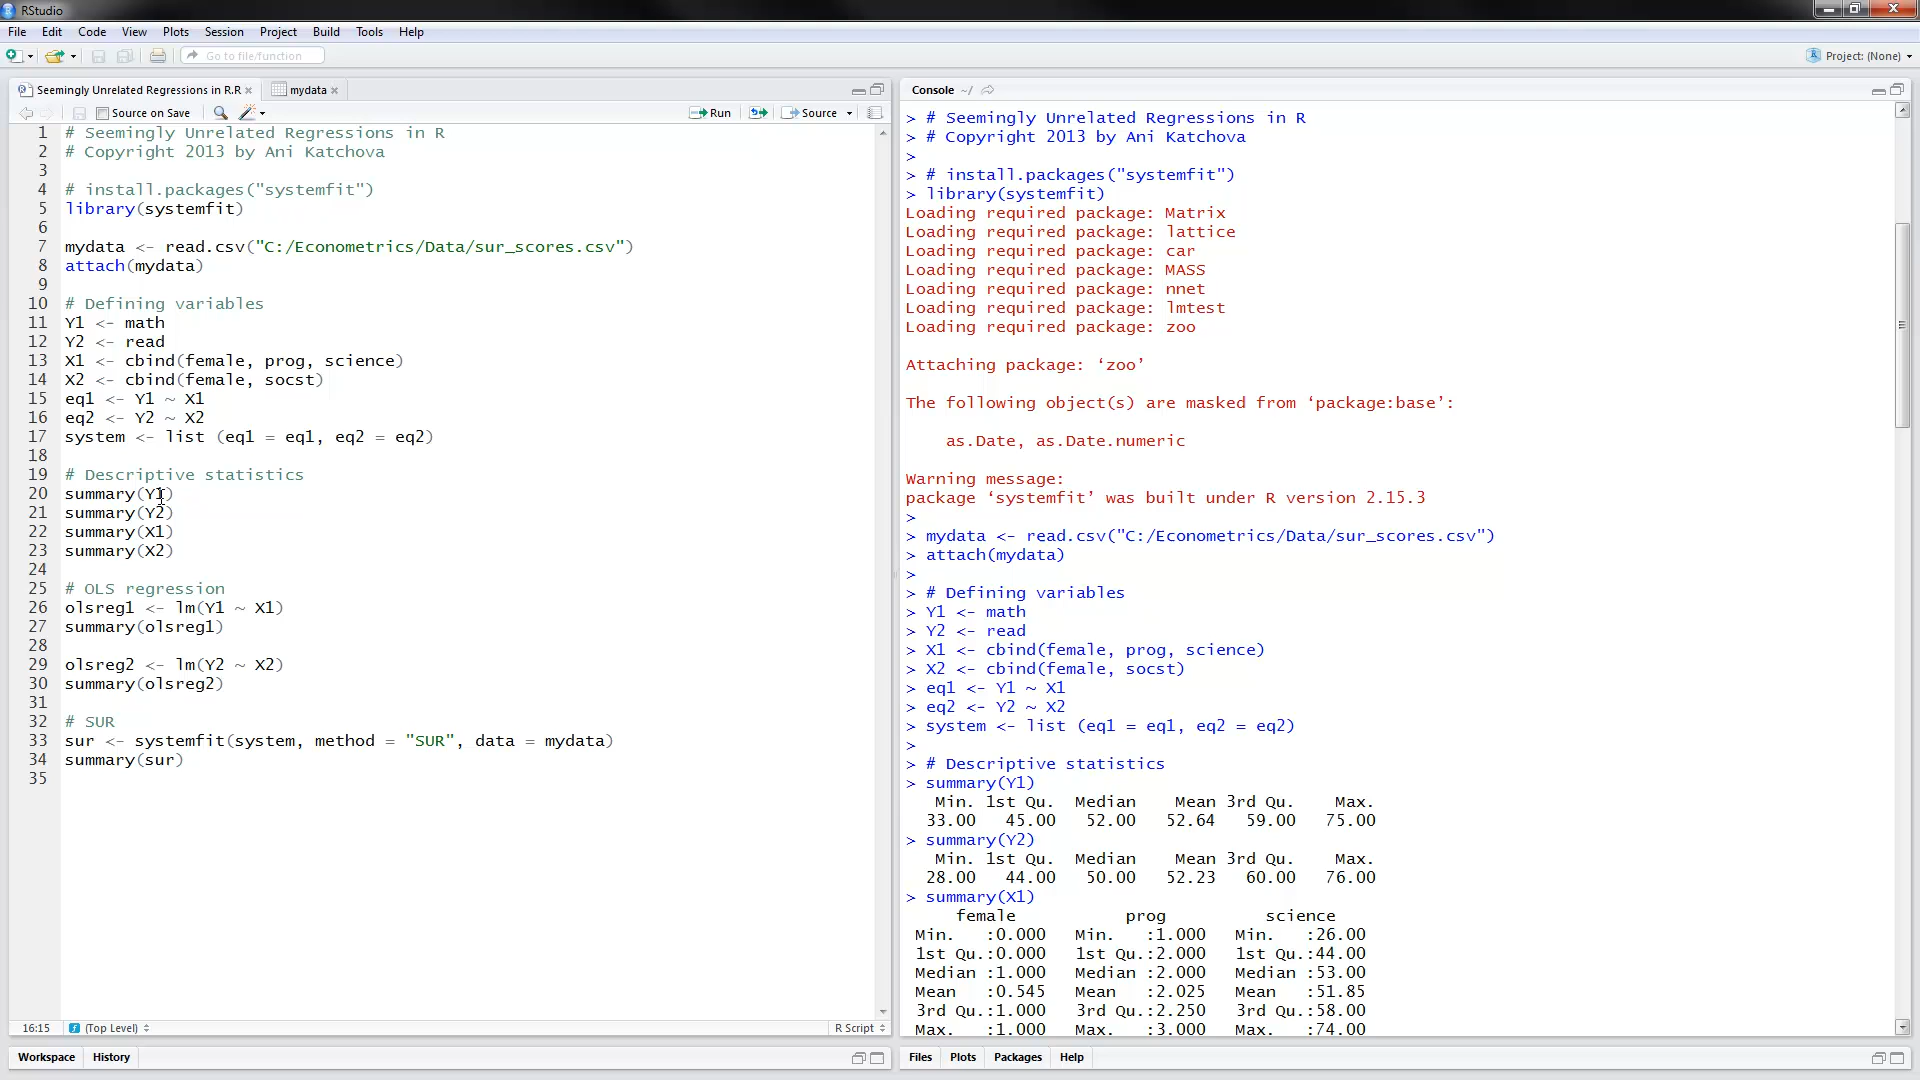 RStudio
File Edit Code View Plots Session Project Build Tools Help
Go to file/function
Project: (None)
Seemingly Unrelated Regressions in R.R
mydata
Source on Save
Run
Source
1 # Seemingly Unrelated Regressions in R
2 # Copyright 2013 by Ani Katchova
3
4 # install.packages("systemfit")
5 library(systemfit)
6
7 mydata <- read.csv("C:/Econometrics/Data/sur_scores.csv")
8 attach(mydata)
9
10 # Defining variables
11 Y1 <- math
12 Y2 <- read
13 X1 <- cbind(female, prog, science)
14 X2 <- cbind(female, socst)
15 eq1 <- Y1 ~ X1
16 eq2 <- Y2 ~ X2
17 system <- list (eq1 = eq1, eq2 = eq2)
18
19 # Descriptive statistics
20 summary(Y1)
21 summary(Y2)
22 summary(X1)
23 summary(X2)
24
25 # OLS regression
26 olsreg1 <- lm(Y1 ~ X1)
27 summary(olsreg1)
28
29 olsreg2 <- lm(Y2 ~ X2)
30 summary(olsreg2)
31
32 # SUR
33 sur <- systemfit(system, method = "SUR", data = mydata)
34 summary(sur)
35
16:15
(Top Level)
R Script
Workspace History
Console ~/
> # Seemingly Unrelated Regressions in R
> # Copyright 2013 by Ani Katchova
>
> # install.packages("systemfit")
> library(systemfit)
Loading required package: Matrix
Loading required package: lattice
Loading required package: car
Loading required package: MASS
Loading required package: nnet
Loading required package: lmtest
Loading required package: zoo
Attaching package: ‘zoo’
The following object(s) are masked from ‘package:base’:
as.Date, as.Date.numeric
Warning message:
package ‘systemfit’ was built under R version 2.15.3
>
> mydata <- read.csv("C:/Econometrics/Data/sur_scores.csv")
> attach(mydata)
>
> # Defining variables
> Y1 <- math
> Y2 <- read
> X1 <- cbind(female, prog, science)
> X2 <- cbind(female, socst)
> eq1 <- Y1 ~ X1
> eq2 <- Y2 ~ X2
> system <- list (eq1 = eq1, eq2 = eq2)
>
> # Descriptive statistics
> summary(Y1)
Min. 1st Qu. Median Mean 3rd Qu. Max.
33.00 45.00 52.00 52.64 59.00 75.00
> summary(Y2)
Min. 1st Qu. Median Mean 3rd Qu. Max.
28.00 44.00 50.00 52.23 60.00 76.00
> summary(X1)
female prog science
Min. :0.000 Min. :1.000 Min. :26.00
1st Qu.:0.000 1st Qu.:2.000 1st Qu.:44.00
Median :1.000 Median :2.000 Median :53.00
Mean :0.545 Mean :2.025 Mean :51.85
3rd Qu.:1.000 3rd Qu.:2.250 3rd Qu.:58.00
Max. :1.000 Max. :3.000 Max. :74.00
Files Plots Packages Help